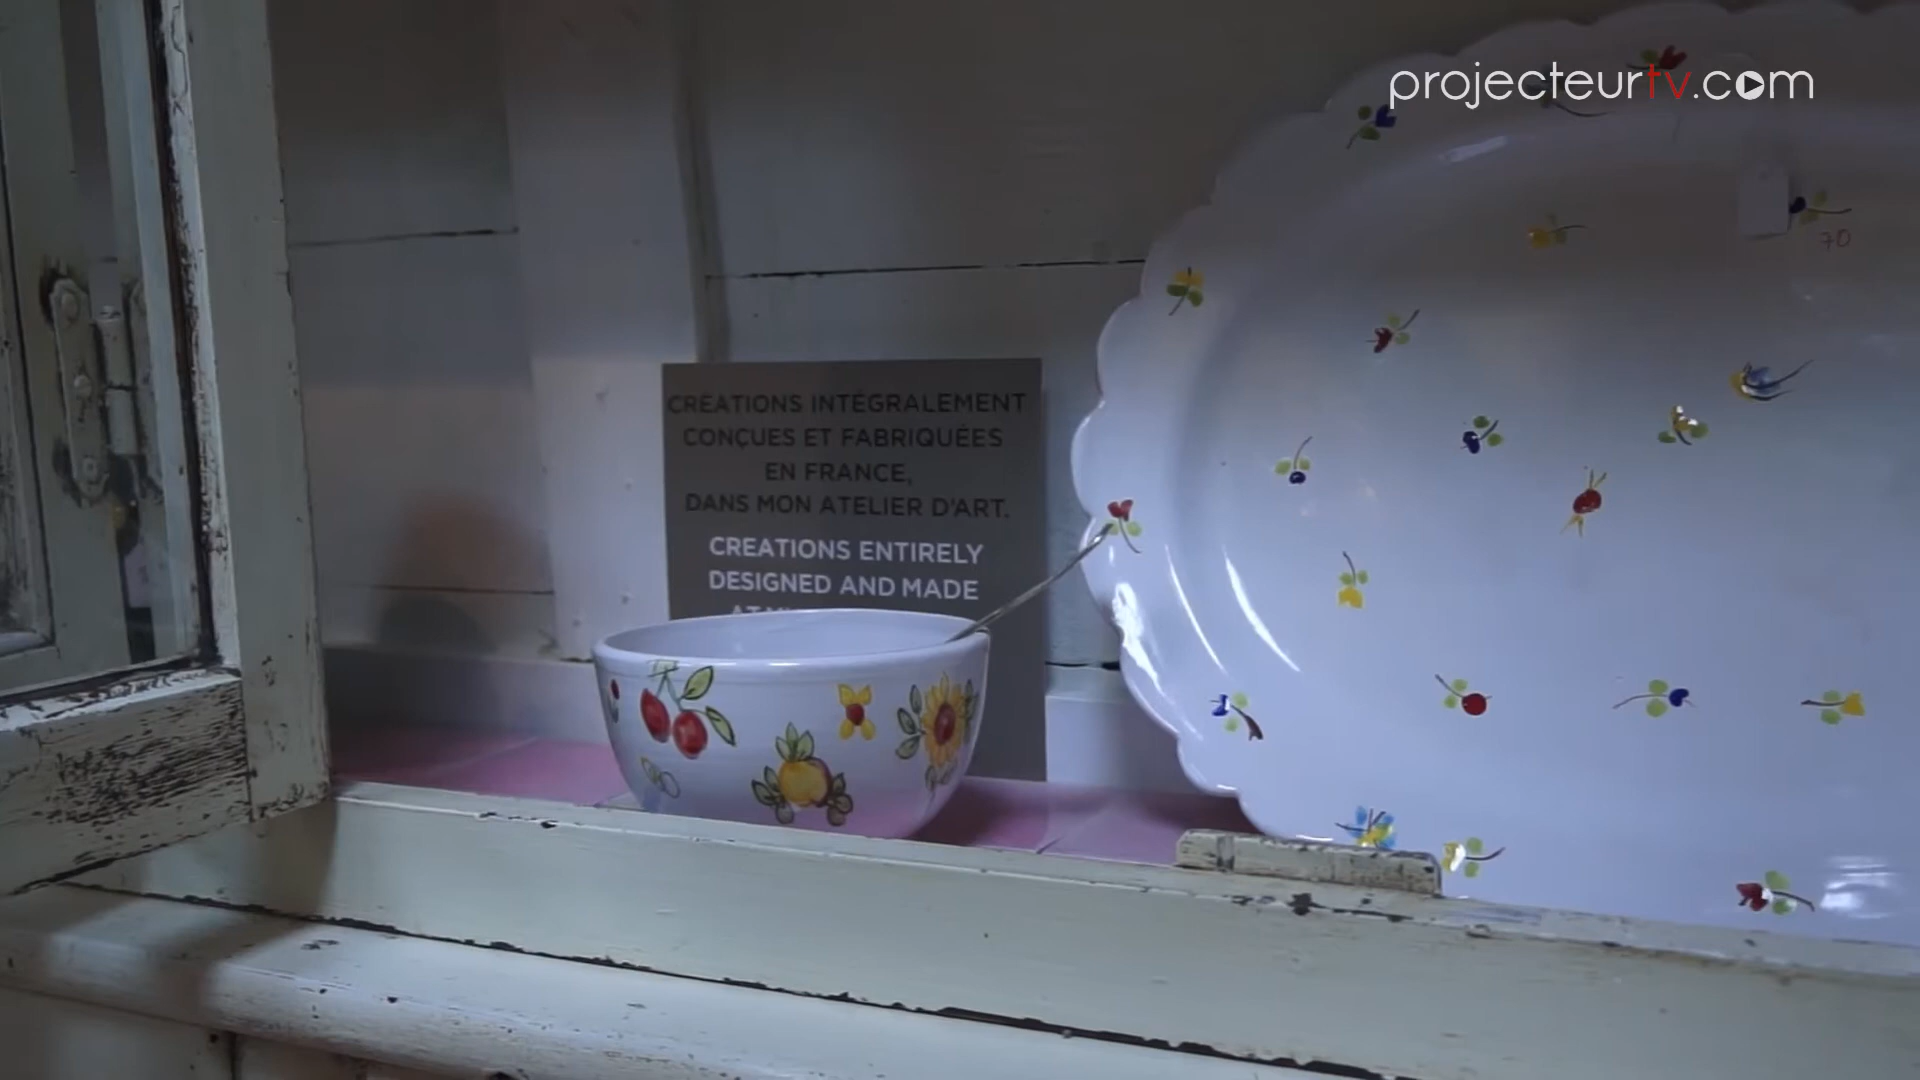 projecteurtv.com
70
CRÉATIONS INTÉGRALEMENT
CONÇUES ET FABRIQUÉES
EN FRANCE,
DANS MON ATELIER D'ART.
CREATIONS ENTIRELY
DESIGNED AND MADE